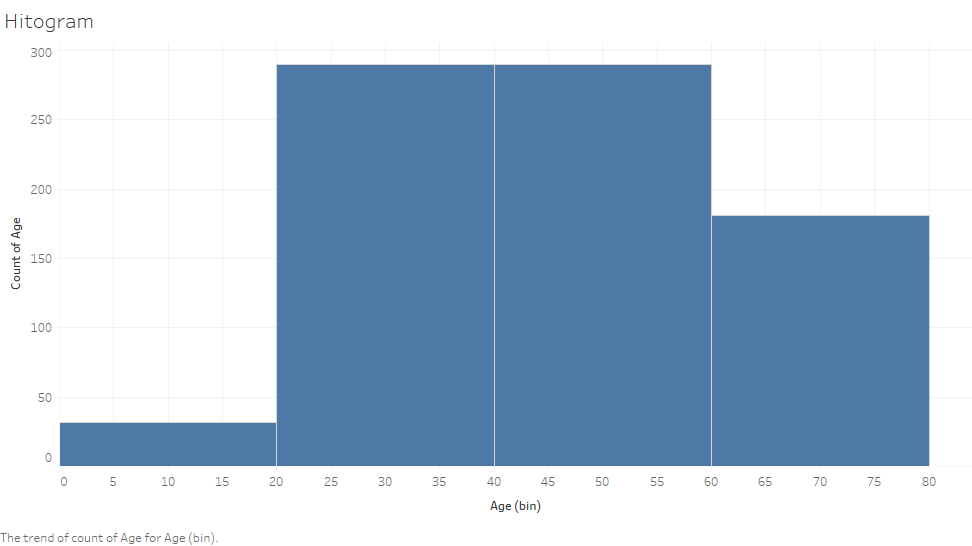 Hitogram
300
250
200
150
100
50
0
Count of Age
0 5 10 15 20 25 30 35 40 45 50 55 60 65 70 75 80
Age (bin)
The trend of count of Age for Age (bin).